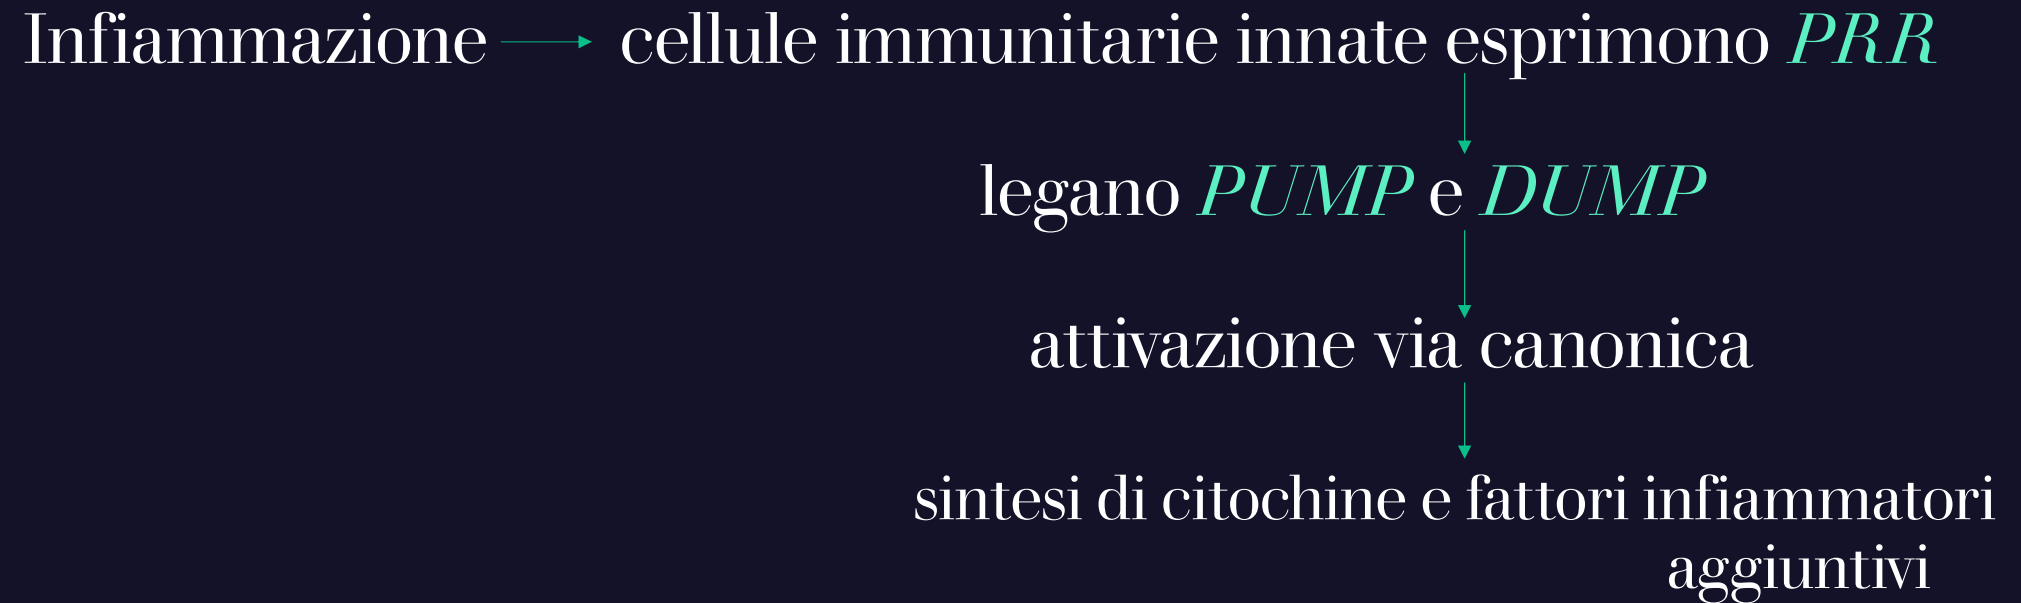 Infiammazione cellule immunitarie innate esprimono PRR
legano PUMP e DUMP
attivazione via canonica
sintesi di citochine e fattori infiammatori
aggiuntivi